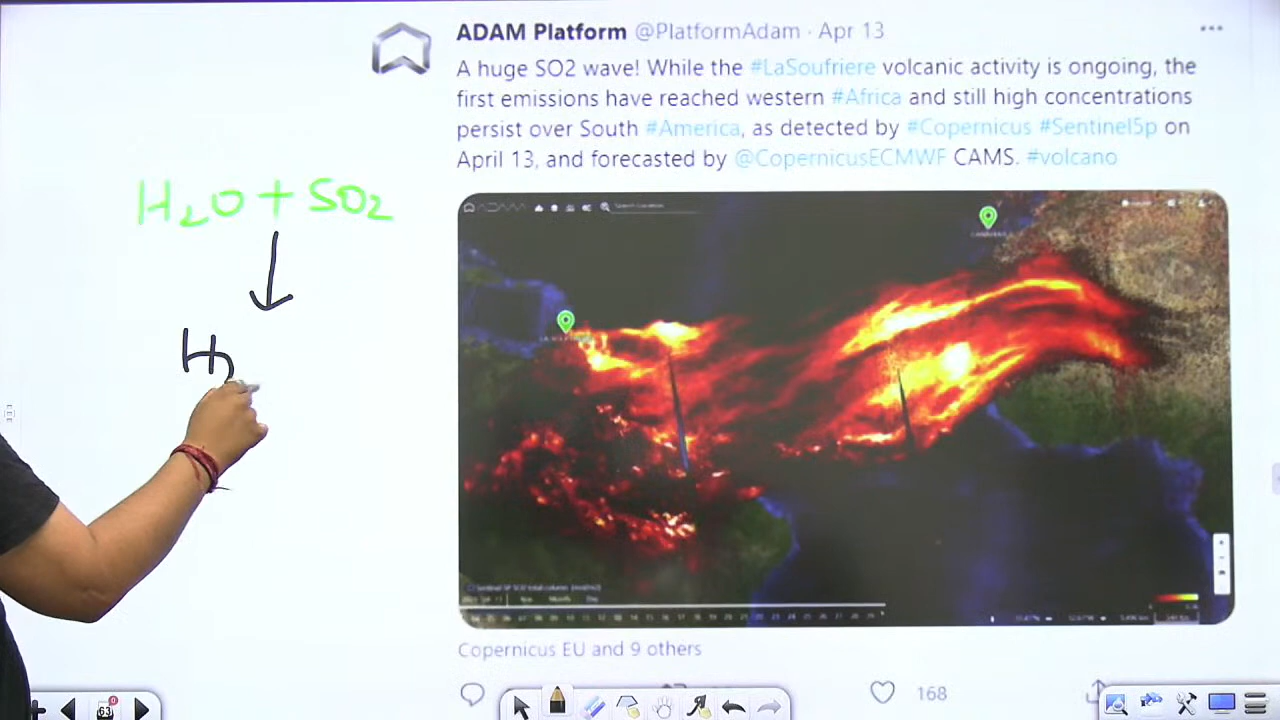 ADAM Platform @PlatformAdam · Apr 13
A huge SO2 wave! While the #LaSoufriere volcanic activity is ongoing, the
first emissions have reached western #Africa and still high concentrations
persist over South #America, as detected by #Copernicus #Sentinel5p on
April 13, and forecasted by @CopernicusECMWF CAMS. #volcano
H2O + SO2
H2
Search Location
Copernicus EU and 9 others
168
63